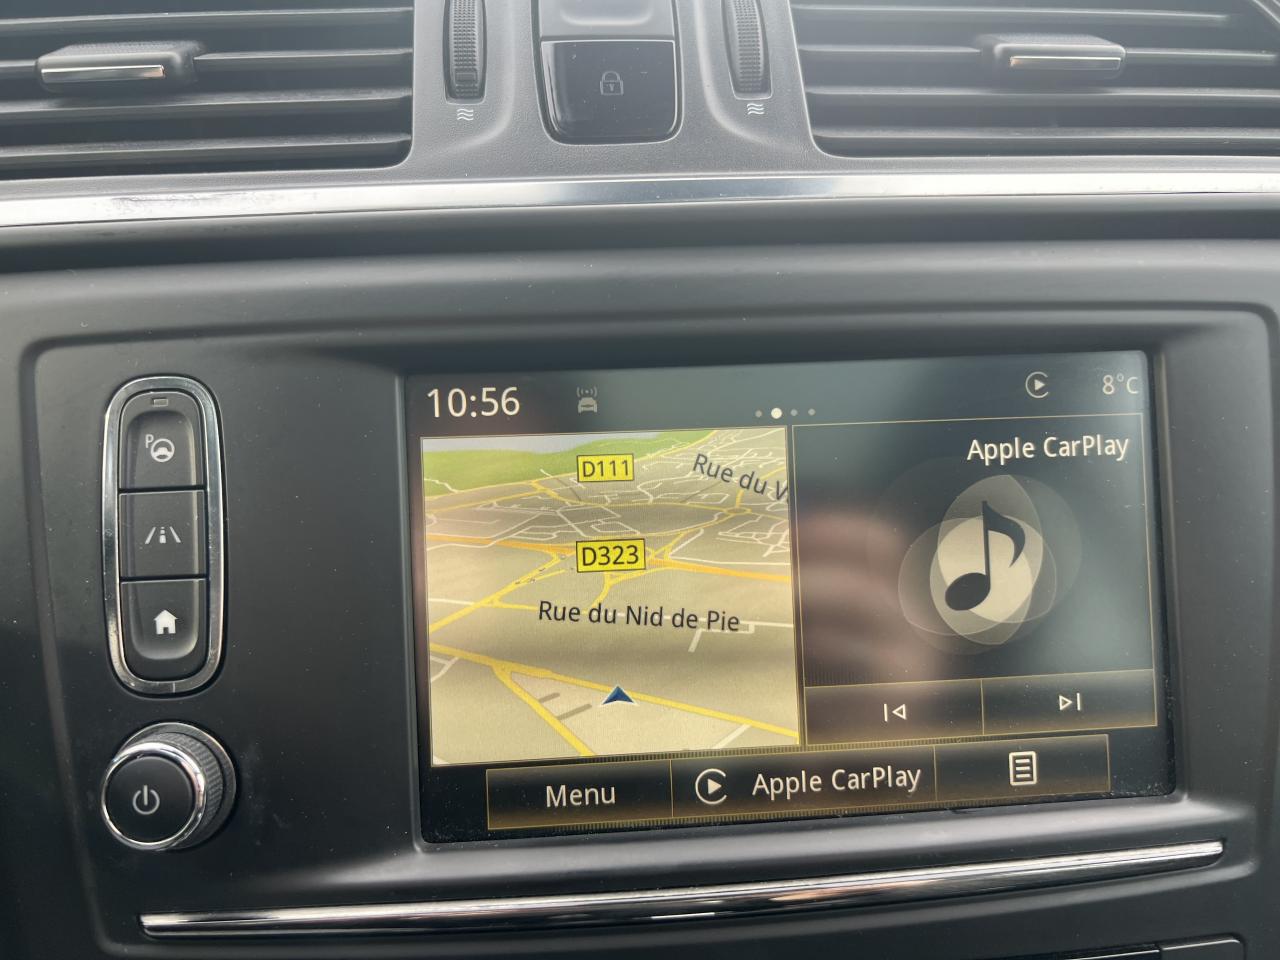 10:56
8°C
Apple CarPlay
D111
Rue du V
D323
Rue du Nid de Pie
Menu
Apple CarPlay
P